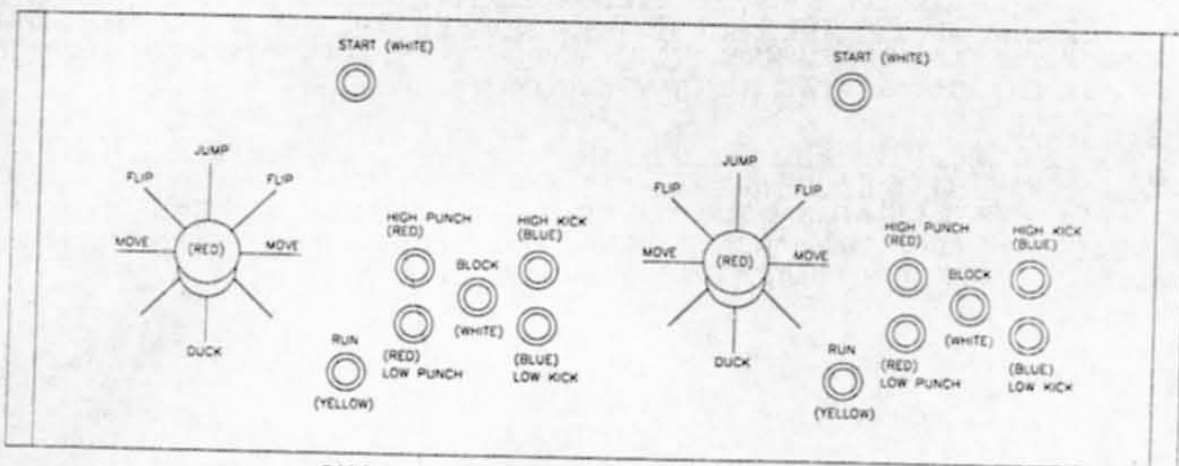 START (WHITE)
JUMP
FLIP
FLIP
MOVE
(RED)
MOVE
DUCK
HIGH PUNCH
(RED)
HIGH KICK
(BLUE)
BLOCK
(WHITE)
RUN
(YELLOW)
(RED)
LOW PUNCH
(BLUE)
LOW KICK
START (WHITE)
JUMP
FLIP
FLIP
MOVE
(RED)
MOVE
DUCK
HIGH PUNCH
(RED)
HIGH KICK
(BLUE)
BLOCK
(WHITE)
RUN
(YELLOW)
(RED)
LOW PUNCH
(BLUE)
LOW KICK